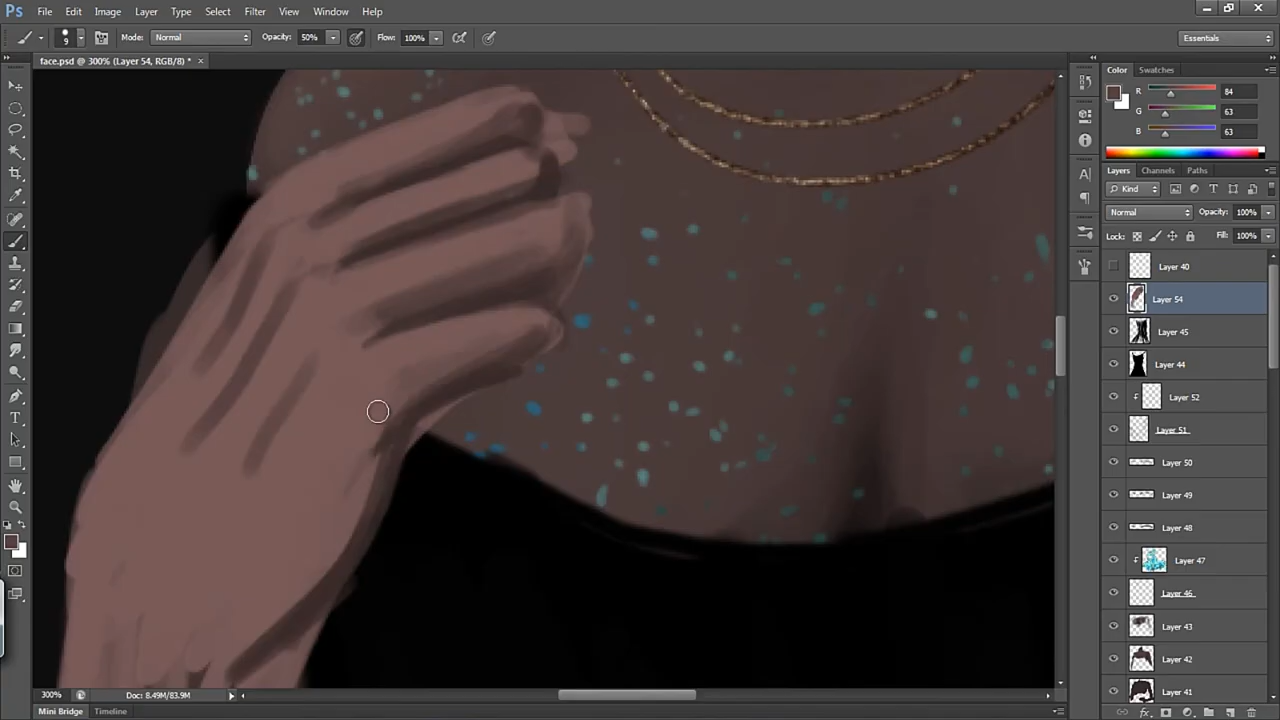 Ps File Edit Image Layer Type Select Filter View Window Help
9 Mode: Normal Opacity: 50% Flow: 100% Essentials
face.psd @ 300% (Layer 54, RGB/8) * ×
Color Swatches
R 84
G 63
B 63
Layers Channels Paths
Kind
Normal Opacity: 100%
Lock: Fill: 100%
Layer 40
Layer 54
Layer 45
Layer 44
Layer 52
Layer 51
Layer 50
Layer 49
Layer 48
Layer 47
Layer 46
Layer 43
Layer 42
Layer 41
300% Doc: 8.49M/83.9M
Mini Bridge Timeline